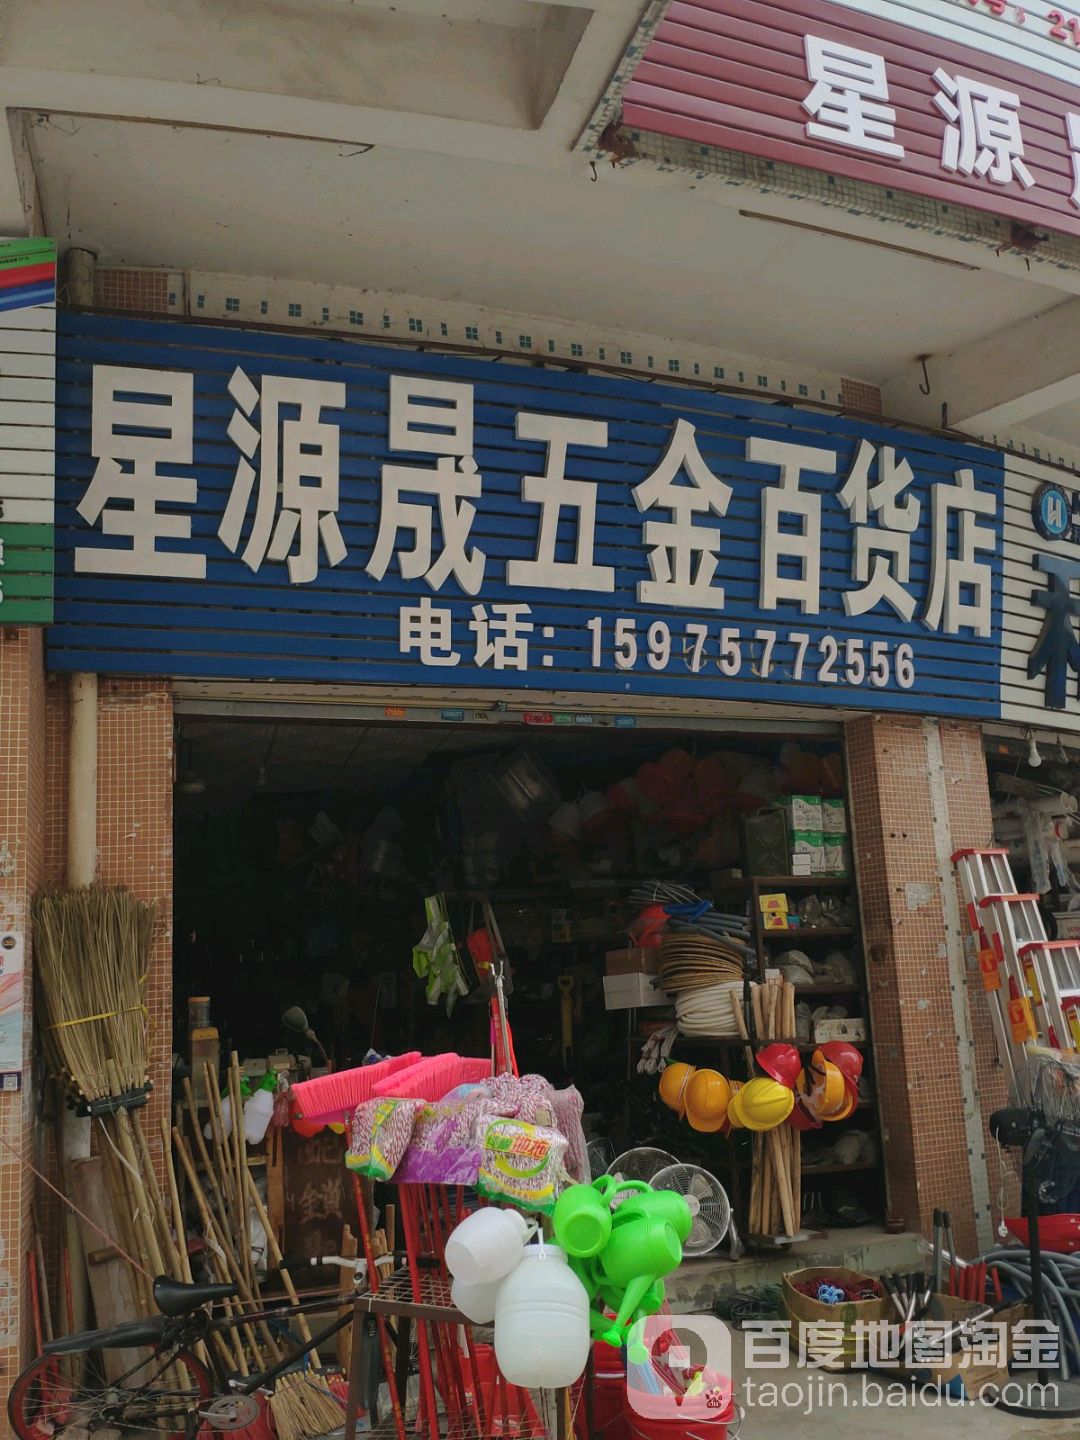 星源
星源晟五金百货店
电话:15975772556
百度地图淘金
taojin.baidu.com